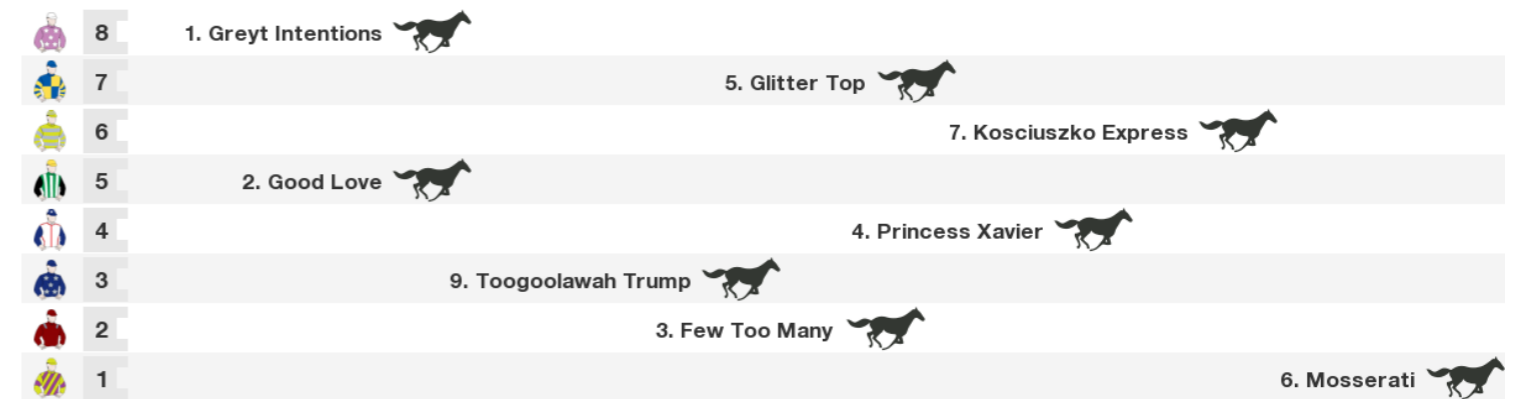 8 1. Greyt Intentions
7 5. Glitter Top
6 7. Kosciuszko Express
5 2. Good Love
4 4. Princess Xavier
3 9. Toogoolawah Trump
2 3. Few Too Many
1 6. Mosserati